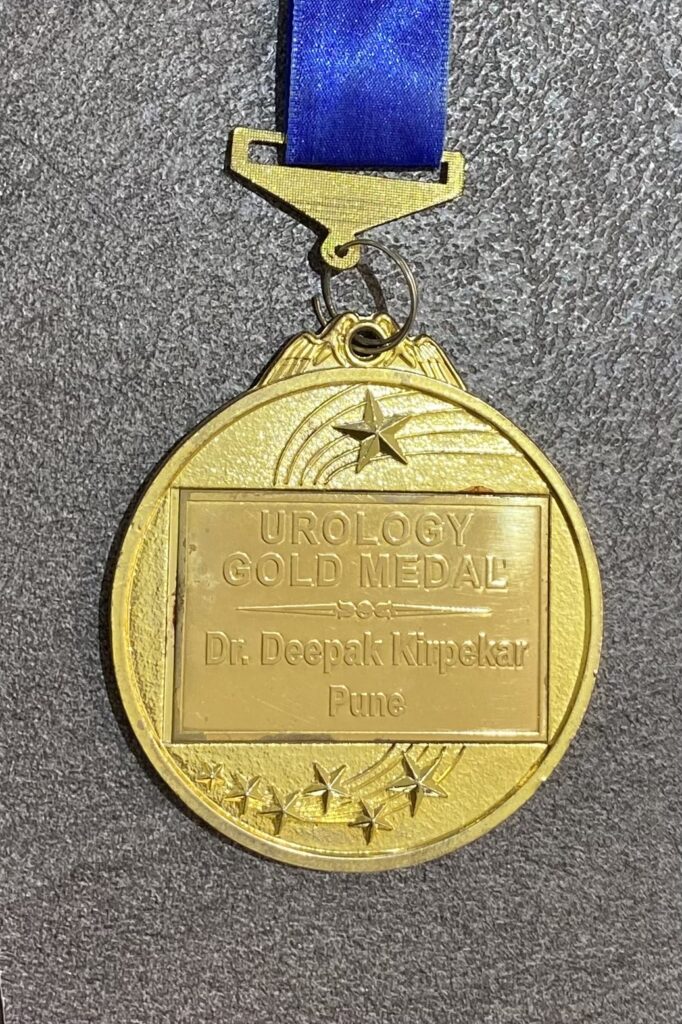 UROLOGY
GOLD MEDAL
Dr. Deepak Kirpekar
Pune